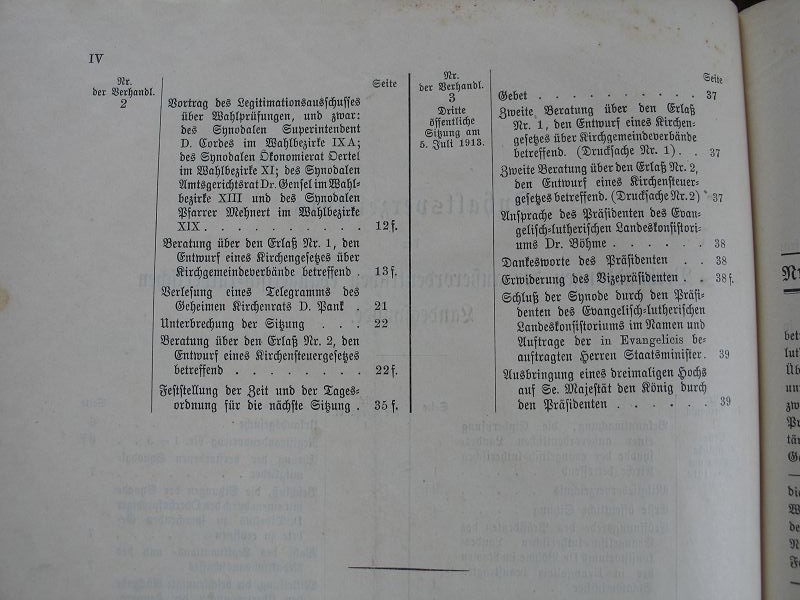 IV
Nr.
der Verhandl.
2
Seite
Vortrag des Legitimationsausschusses
über Wahlprüfungen, und zwar:
des Synodalen Superintendent
D. Cordes im Wahlbezirke IXA;
des Synodalen Ökonomierat Oertel
im Wahlbezirke XI; des Synodalen
Amtsgerichtsrat Dr. Gensel im Wahl-
bezirke XIII und des Synodalen
Pfarrer Mehnert im Wahlbezirke
XIX . . . . . . . . . . 12 f.
Beratung über den Erlaß Nr. 1, den
Entwurf eines Kirchengesetzes über
Kirchgemeindeverbände betreffend . 13 f.
Verlesung eines Telegramms des
Geheimen Kirchenrats D. Pank . 21
Unterbrechung der Sitzung . . . 22
Beratung über den Erlaß Nr. 2, den
Entwurf eines Kirchensteuergesetzes
betreffend . . . . . . . . 22 f.
Feststellung der Zeit und der Tages-
ordnung für die nächste Sitzung . 35 f.
Nr.
der Verhandl.
3
Dritte
öffentliche
Sitzung am
5. Juli 1913.
Seite
Gebet . . . . . . . . . . 37
Zweite Beratung über den Erlaß
Nr. 1, den Entwurf eines Kirchen-
gesetzes über Kirchgemeindeverbände
betreffend. (Drucksache Nr. 1) . . 37
Zweite Beratung über den Erlaß Nr. 2,
den Entwurf eines Kirchensteuer-
gesetzes betreffend. (Drucksache Nr. 2) 37
Ansprache des Präsidenten des Evan-
gelisch-lutherischen Landeskonsistori-
ums Dr. Böhme . . . . . . 38
Dankesworte des Präsidenten . . 38
Erwiderung des Vizepräsidenten . . 38 f.
Schluß der Synode durch den Präsi-
denten des Evangelisch-lutherischen
Landeskonsistoriums im Namen und
Auftrage der in Evangelicis be-
auftragten Herren Staatsminister. 39
Ausbringung eines dreimaligen Hochs
auf Se. Majestät den König durch
den Präsidenten . . . . . . 39